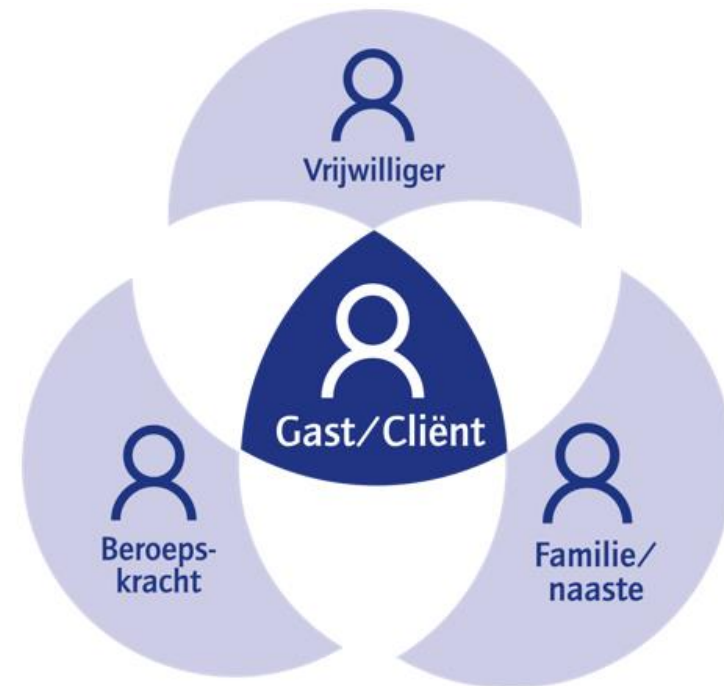 Vrijwilliger
Gast/Cliënt
Beroeps-
kracht
Familie/
naaste